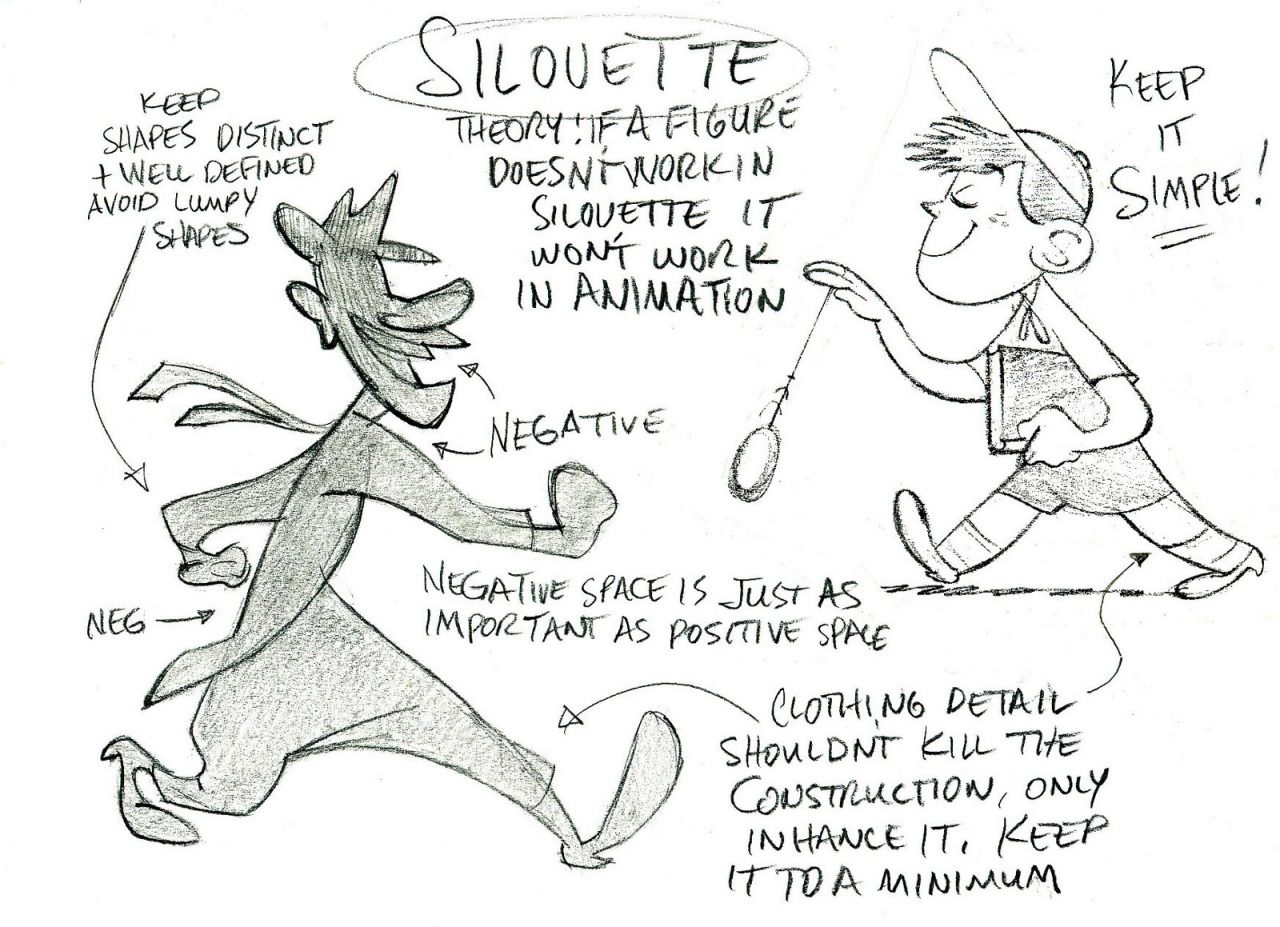 SILOUETTE
THEORY! IF A FIGURE
DOESN'T WORK IN
SILOUETTE IT
WON'T WORK
IN ANIMATION
KEEP
SHAPES DISTINCT
+ WELL DEFINED
AVOID LUMPY
SHAPES
KEEP
IT
SIMPLE!
NEGATIVE
NEG
NEGATIVE SPACE IS JUST AS
IMPORTANT AS POSITIVE SPACE
CLOTHING DETAIL
SHOULDN'T KILL THE
CONSTRUCTION, ONLY
INHANCE IT. KEEP
IT TO A MINIMUM